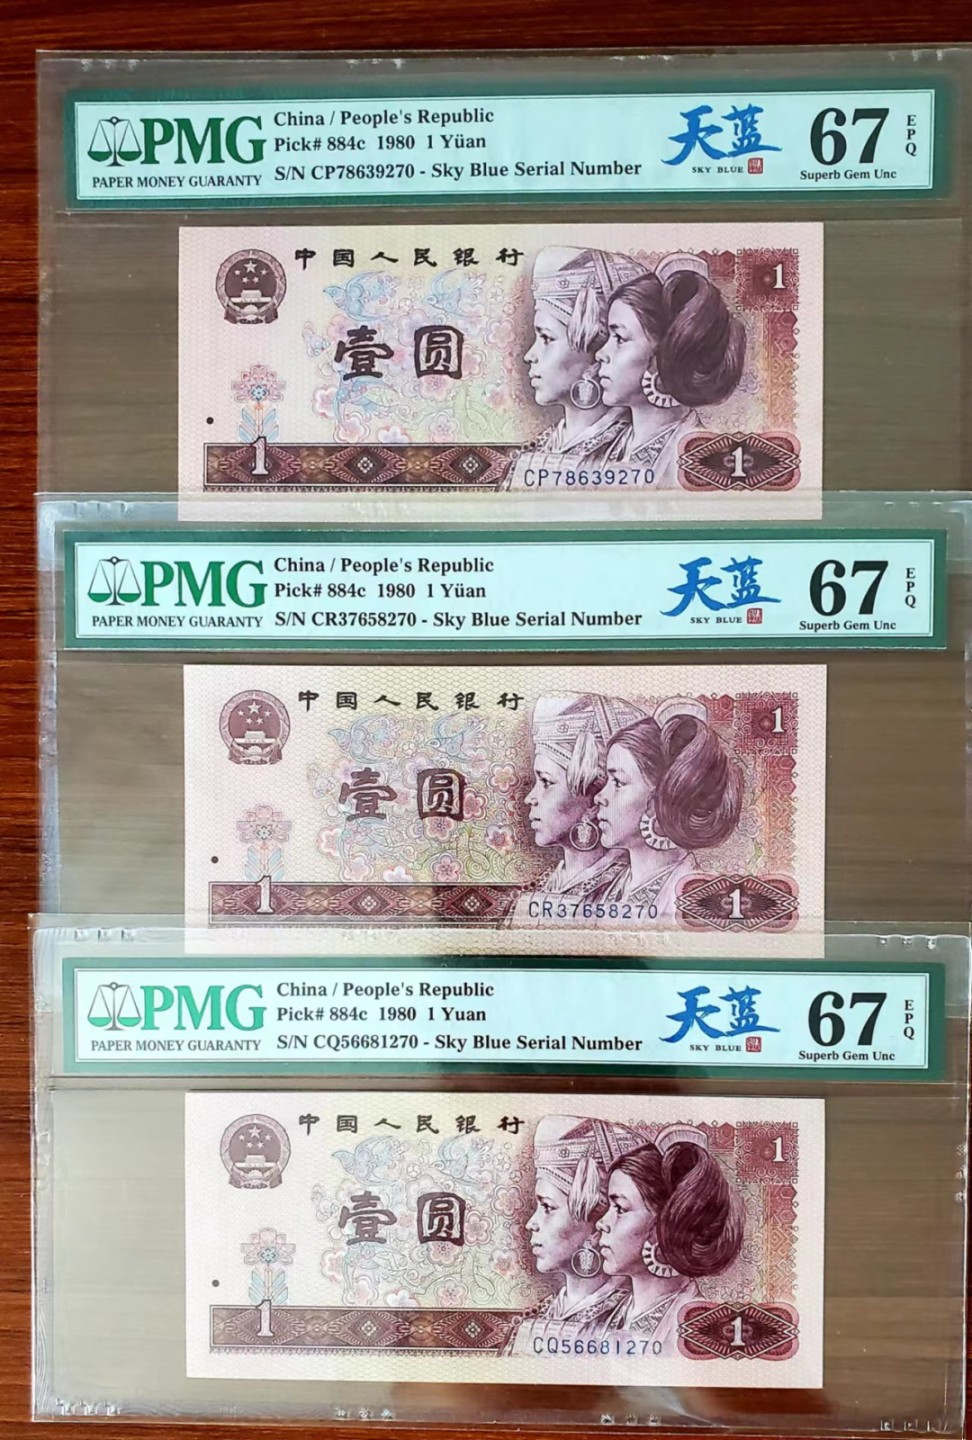 PMG
PAPER MONEY GUARANTY
China / People's Republic
Pick# 884c 1980 1 Yüan
S/N CP78639270 - Sky Blue Serial Number
天蓝
SKY BLUE
67
EPQ
Superb Gem Unc
中国人民银行
1
壹圆
1
CP78639270
1
PMG
PAPER MONEY GUARANTY
China / People's Republic
Pick# 884c 1980 1 Yüan
S/N CR37658270 - Sky Blue Serial Number
天蓝
SKY BLUE
67
EPQ
Superb Gem Unc
中国人民银行
1
壹圆
1
CR37658270
1
PMG
PAPER MONEY GUARANTY
China / People's Republic
Pick# 884c 1980 1 Yuan
S/N CQ56681270 - Sky Blue Serial Number
天蓝
SKY BLUE
67
EPQ
Superb Gem Unc
中国人民银行
1
壹圆
1
CQ56681270
1